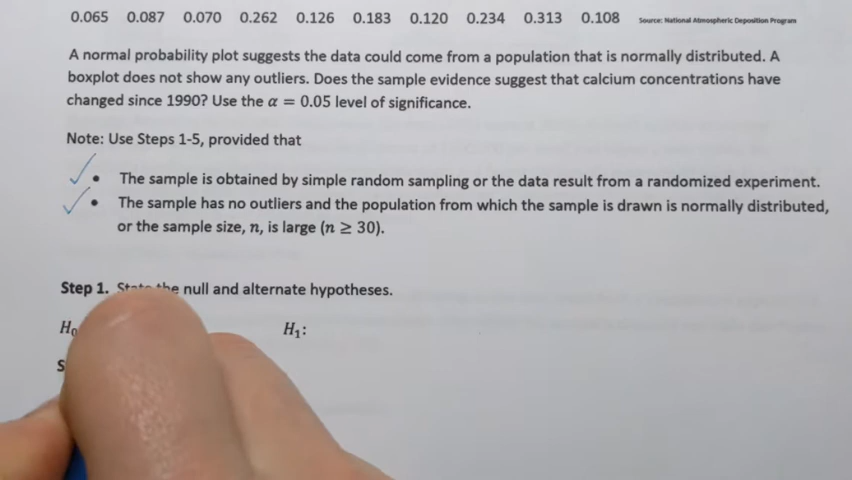 0.065 0.087 0.070 0.262 0.126 0.183 0.120 0.234 0.313 0.108 Source: National Atmospheric Deposition Program
A normal probability plot suggests the data could come from a population that is normally distributed. A
boxplot does not show any outliers. Does the sample evidence suggest that calcium concentrations have
changed since 1990? Use the α = 0.05 level of significance.
Note: Use Steps 1-5, provided that
• The sample is obtained by simple random sampling or the data result from a randomized experiment.
• The sample has no outliers and the population from which the sample is drawn is normally distributed,
or the sample size, n, is large (n ≥ 30).
Step 1. State the null and alternate hypotheses.
H₀ H₁:
S